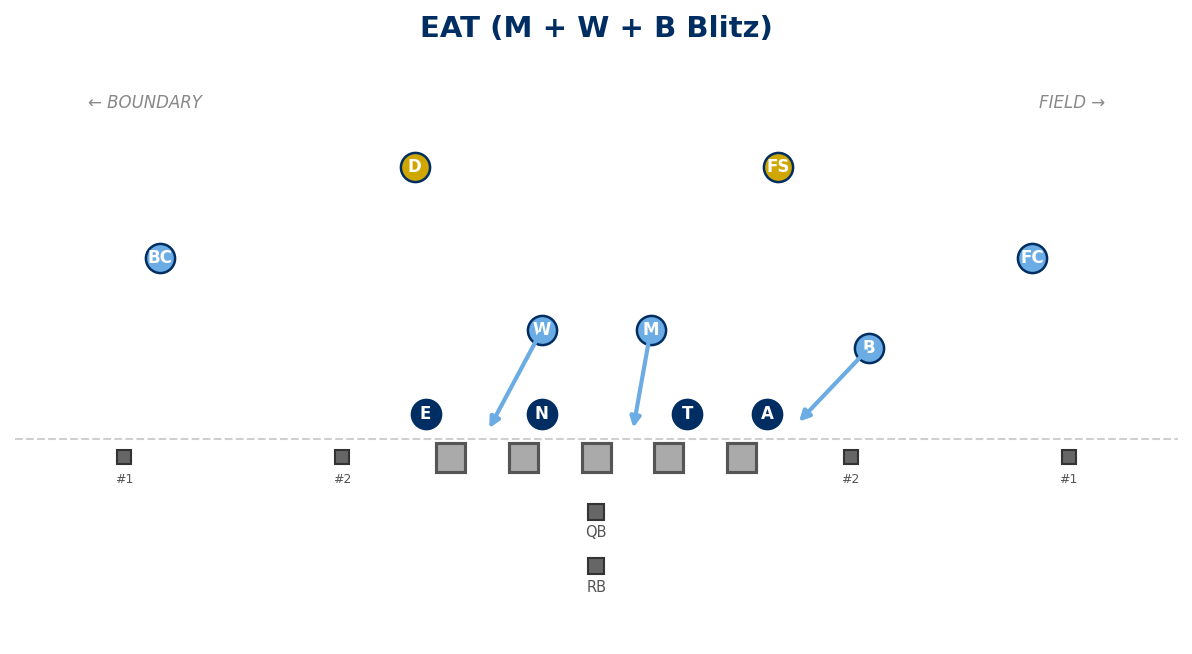 EAT (M + W + B Blitz)
← BOUNDARY
FIELD →
D
FS
BC
FC
W
M
B
E
N
T
A
#1
#2
#2
#1
QB
RB